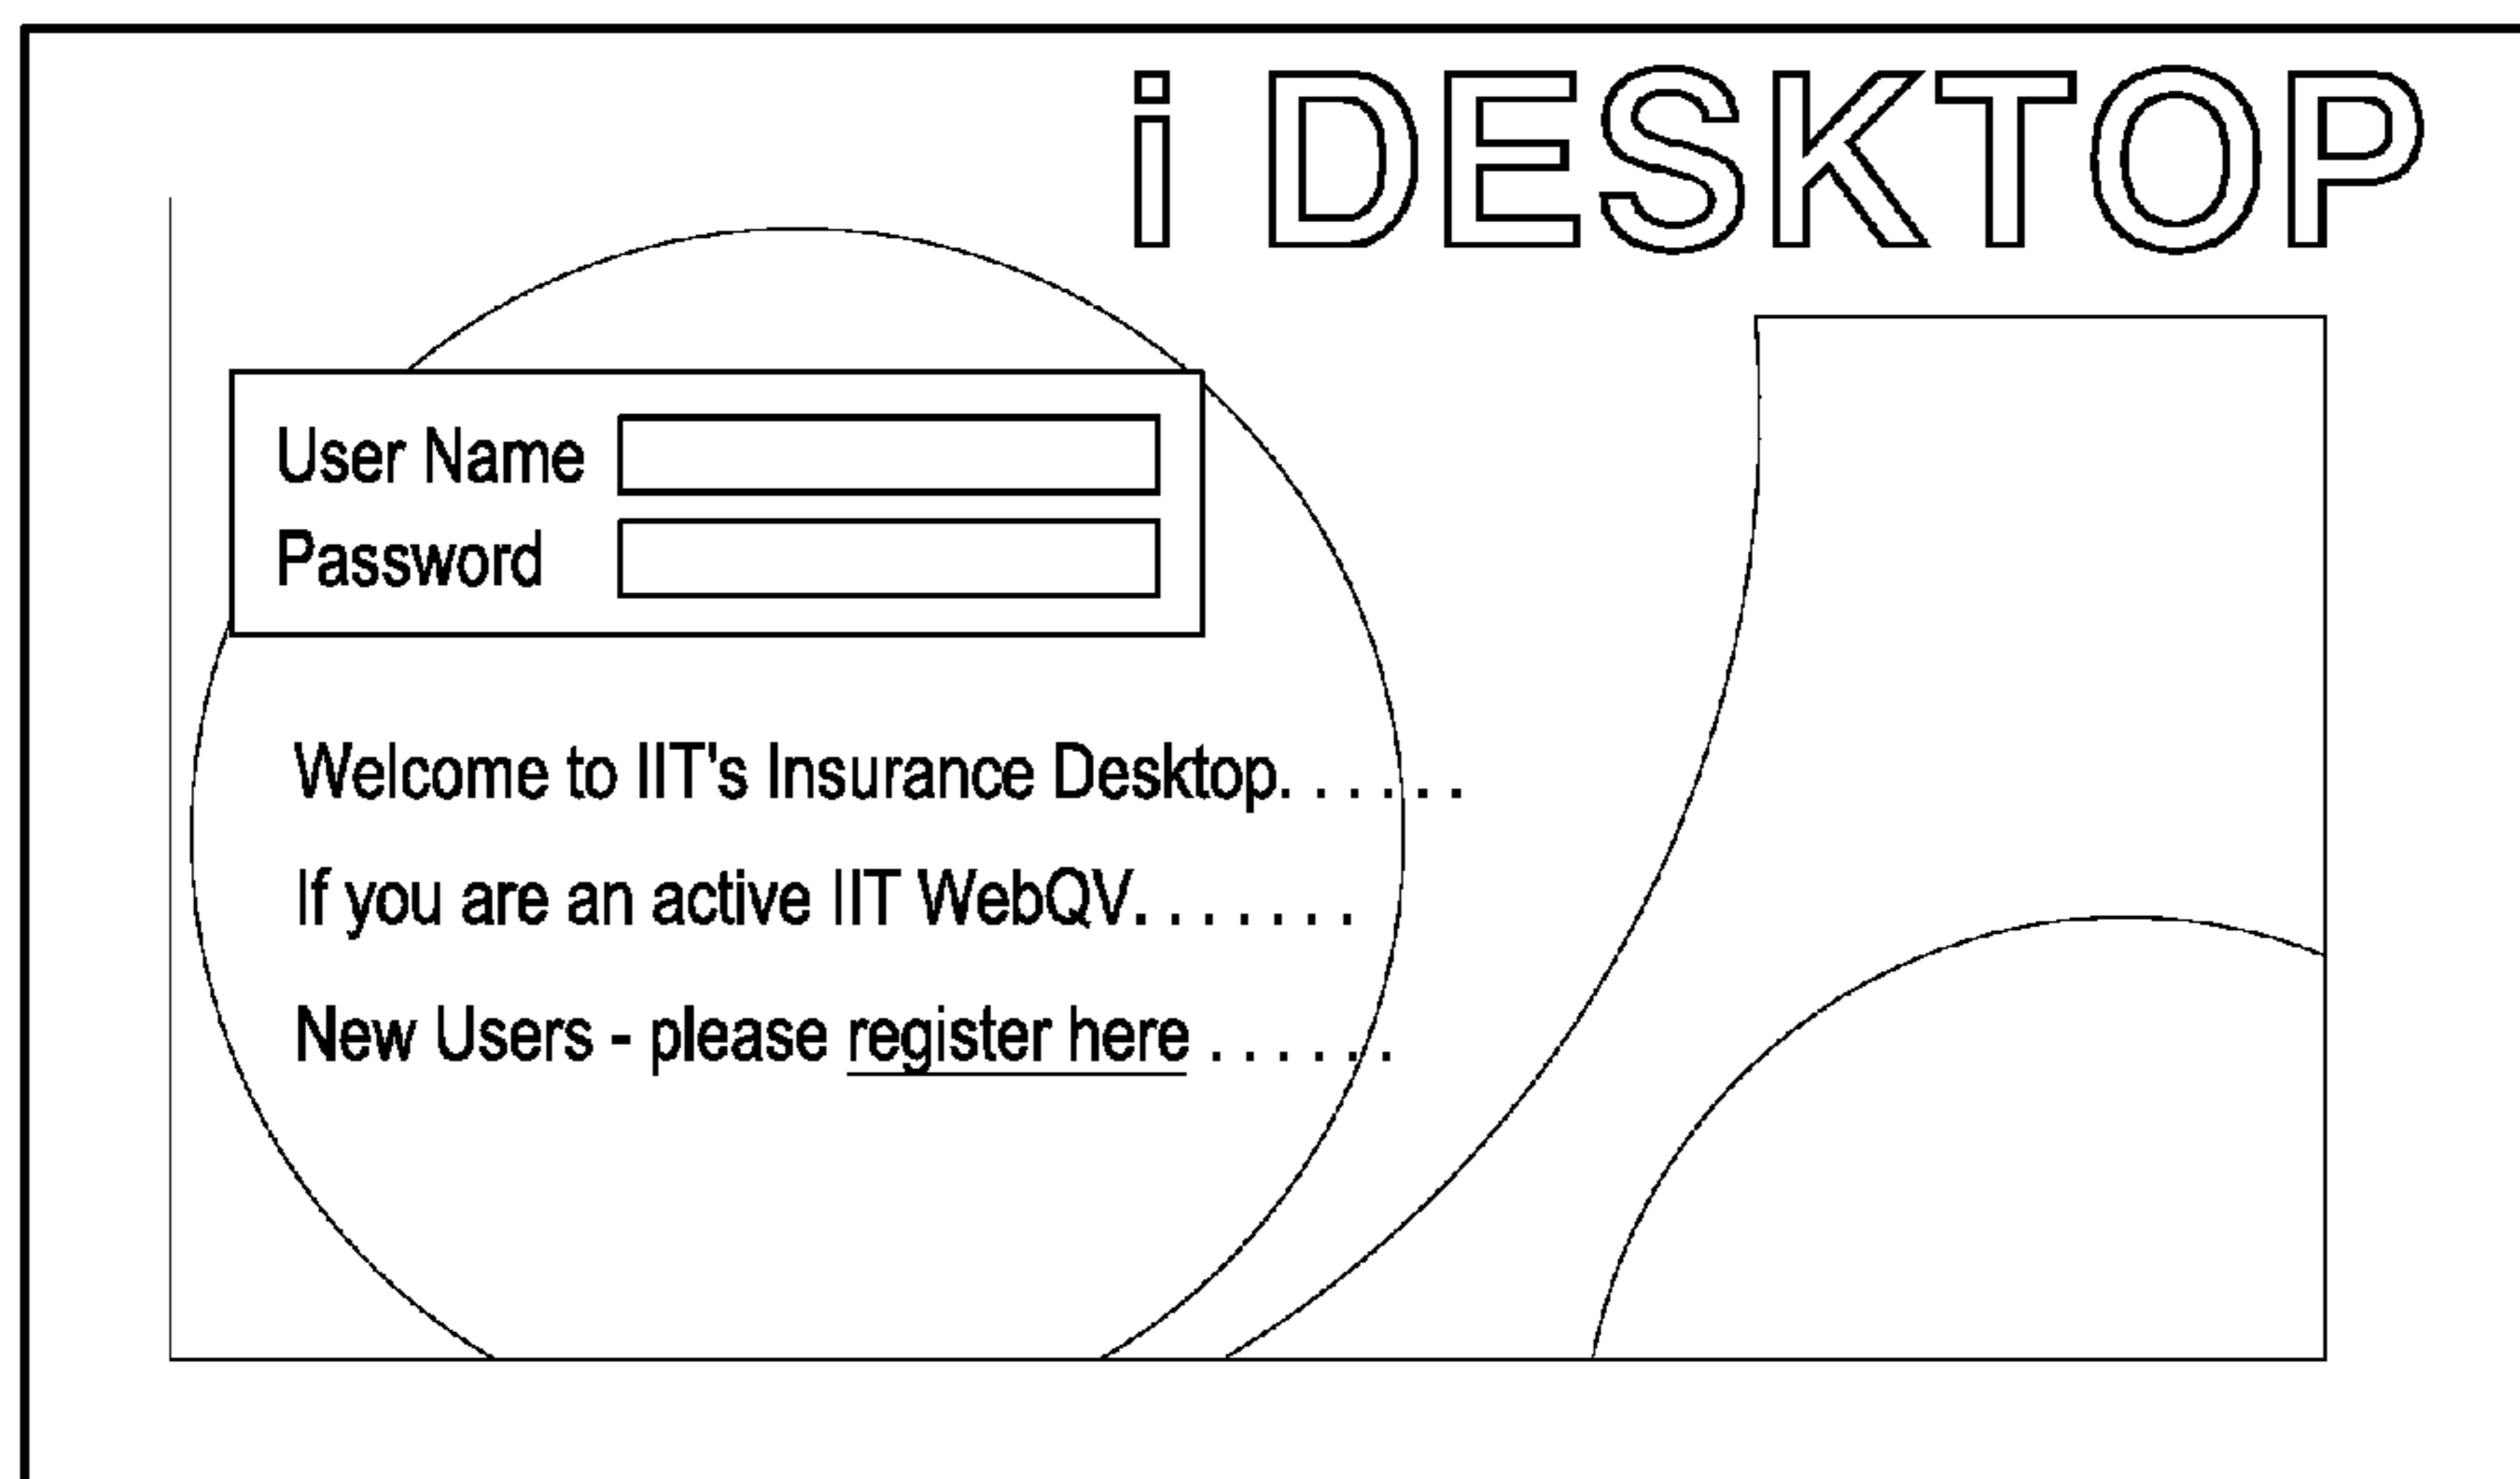 i DESKTOP
User Name
Password
Welcome to IIT's Insurance Desktop. . . . . .
If you are an active IIT WebQV. . . . . . .
New Users - please register here . . . . . .